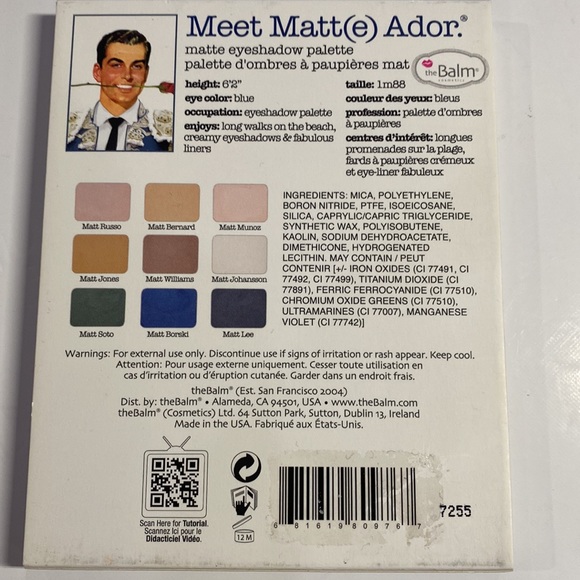 Meet Matt(e) Ador.®
matte eyeshadow palette
palette d'ombres à paupières mat
theBalm®
COSMETICS
height: 6'2"
eye color: blue
occupation: eyeshadow palette
enjoys: long walks on the beach,
creamy eyeshadows & fabulous
liners
taille: 1m88
couleur des yeux: bleus
profession: palette d'ombres
à paupières
centres d'intérêt: longues
promenades sur la plage,
fards à paupières crémeux
et eye-liner fabuleux
Matt Russo
Matt Bernard
Matt Munoz
Matt Jones
Matt Williams
Matt Johansson
Matt Soto
Matt Borski
Matt Lee
INGREDIENTS: MICA, POLYETHYLENE,
BORON NITRIDE, PTFE, ISOEICOSANE,
SILICA, CAPRYLIC/CAPRIC TRIGLYCERIDE,
SYNTHETIC WAX, POLYISOBUTENE,
KAOLIN, SODIUM DEHYDROACETATE,
DIMETHICONE, HYDROGENATED
LECITHIN. MAY CONTAIN / PEUT
CONTENIR [+/- IRON OXIDES (CI 77491, CI
77492, CI 77499), TITANIUM DIOXIDE (CI
77891), FERRIC FERROCYANIDE (CI 77510),
CHROMIUM OXIDE GREENS (CI 77510),
ULTRAMARINES (CI 77007), MANGANESE
VIOLET (CI 77742)]
Warnings: For external use only. Discontinue use if signs of irritation or rash appear. Keep cool.
Attention: Pour usage externe uniquement. Cesser toute utilisation en
cas d'irritation ou d'éruption cutanée. Garder dans un endroit frais.
theBalm® (Est. San Francisco 2004)
Dist. by: theBalm® • Alameda, CA 94501, USA • www.theBalm.com
theBalm® (Cosmetics) Ltd. 64 Sutton Park, Sutton, Dublin 13, Ireland
Made in the USA. Fabriqué aux États-Unis.
Scan Here for Tutorial.
Scannez Ici pour le
Didacticiel Vidéo.
12 M
6 81619 80976 7
7255